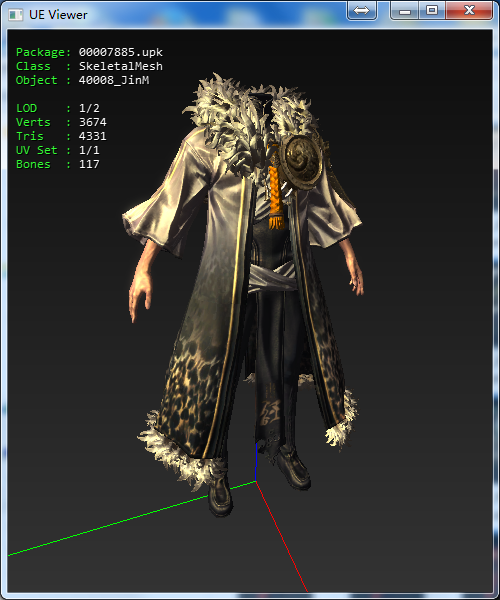 UE Viewer
Package: 00007885.upk
Class : SkeletalMesh
Object : 40008_JinM
LOD : 1/2
Verts : 3674
Tris : 4331
UV Set : 1/1
Bones : 117